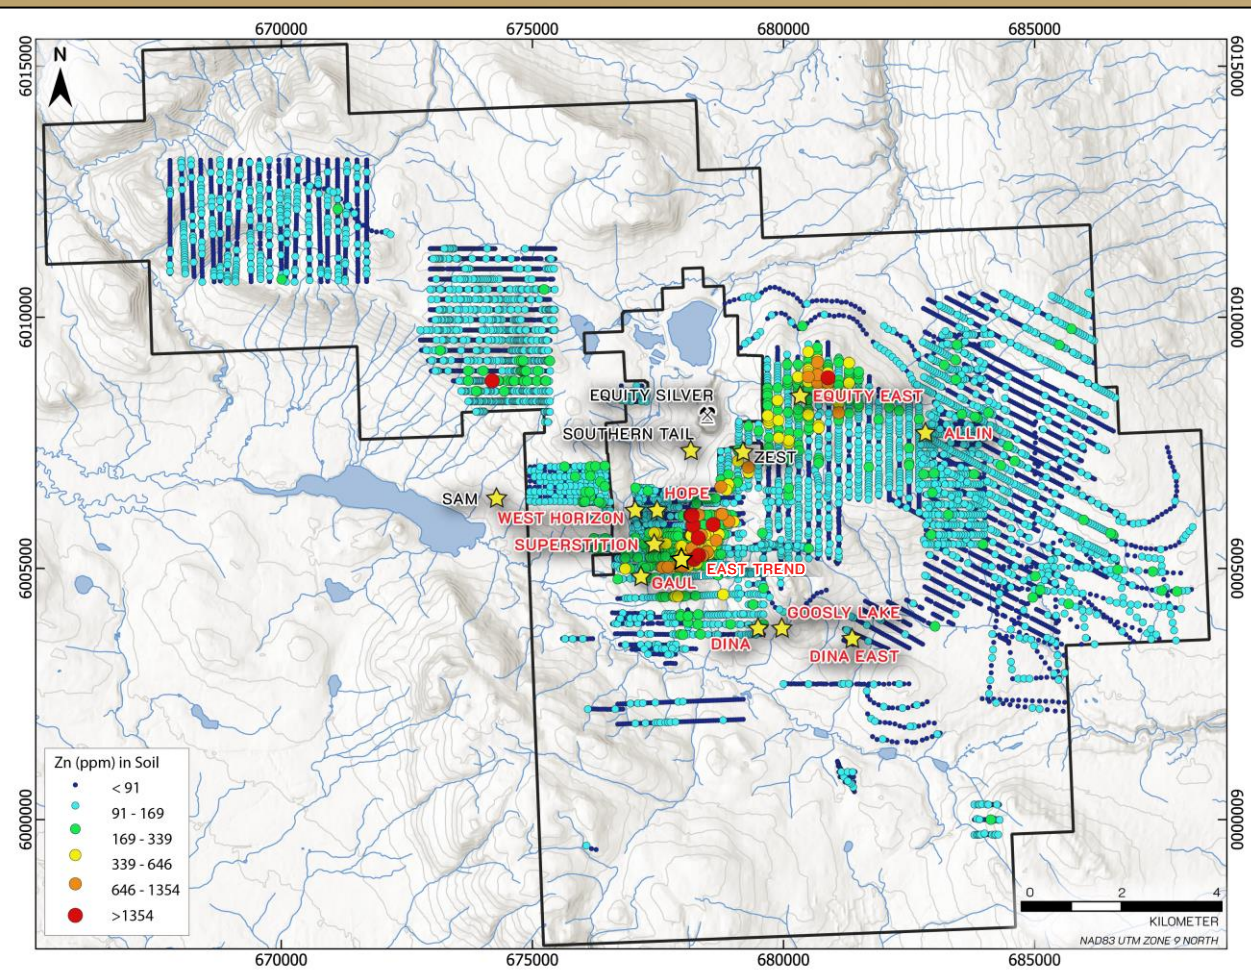 670000
675000
680000
685000
N
6015000
6015000
6010000
6010000
EQUITY SILVER
EQUITY EAST
SOUTHERN TAIL
ALLIN
ZEST
SAM
HOPE
WEST HORIZON
SUPERSTITION
EAST TREND
6005000
6005000
GAUL
GOOSLY LAKE
DINA
DINA EAST
Zn (ppm) in Soil
< 91
91 - 169
169 - 339
339 - 646
646 - 1354
>1354
6000000
6000000
0 2 4
KILOMETER
NAD83 UTM ZONE 9 NORTH
670000
675000
680000
685000